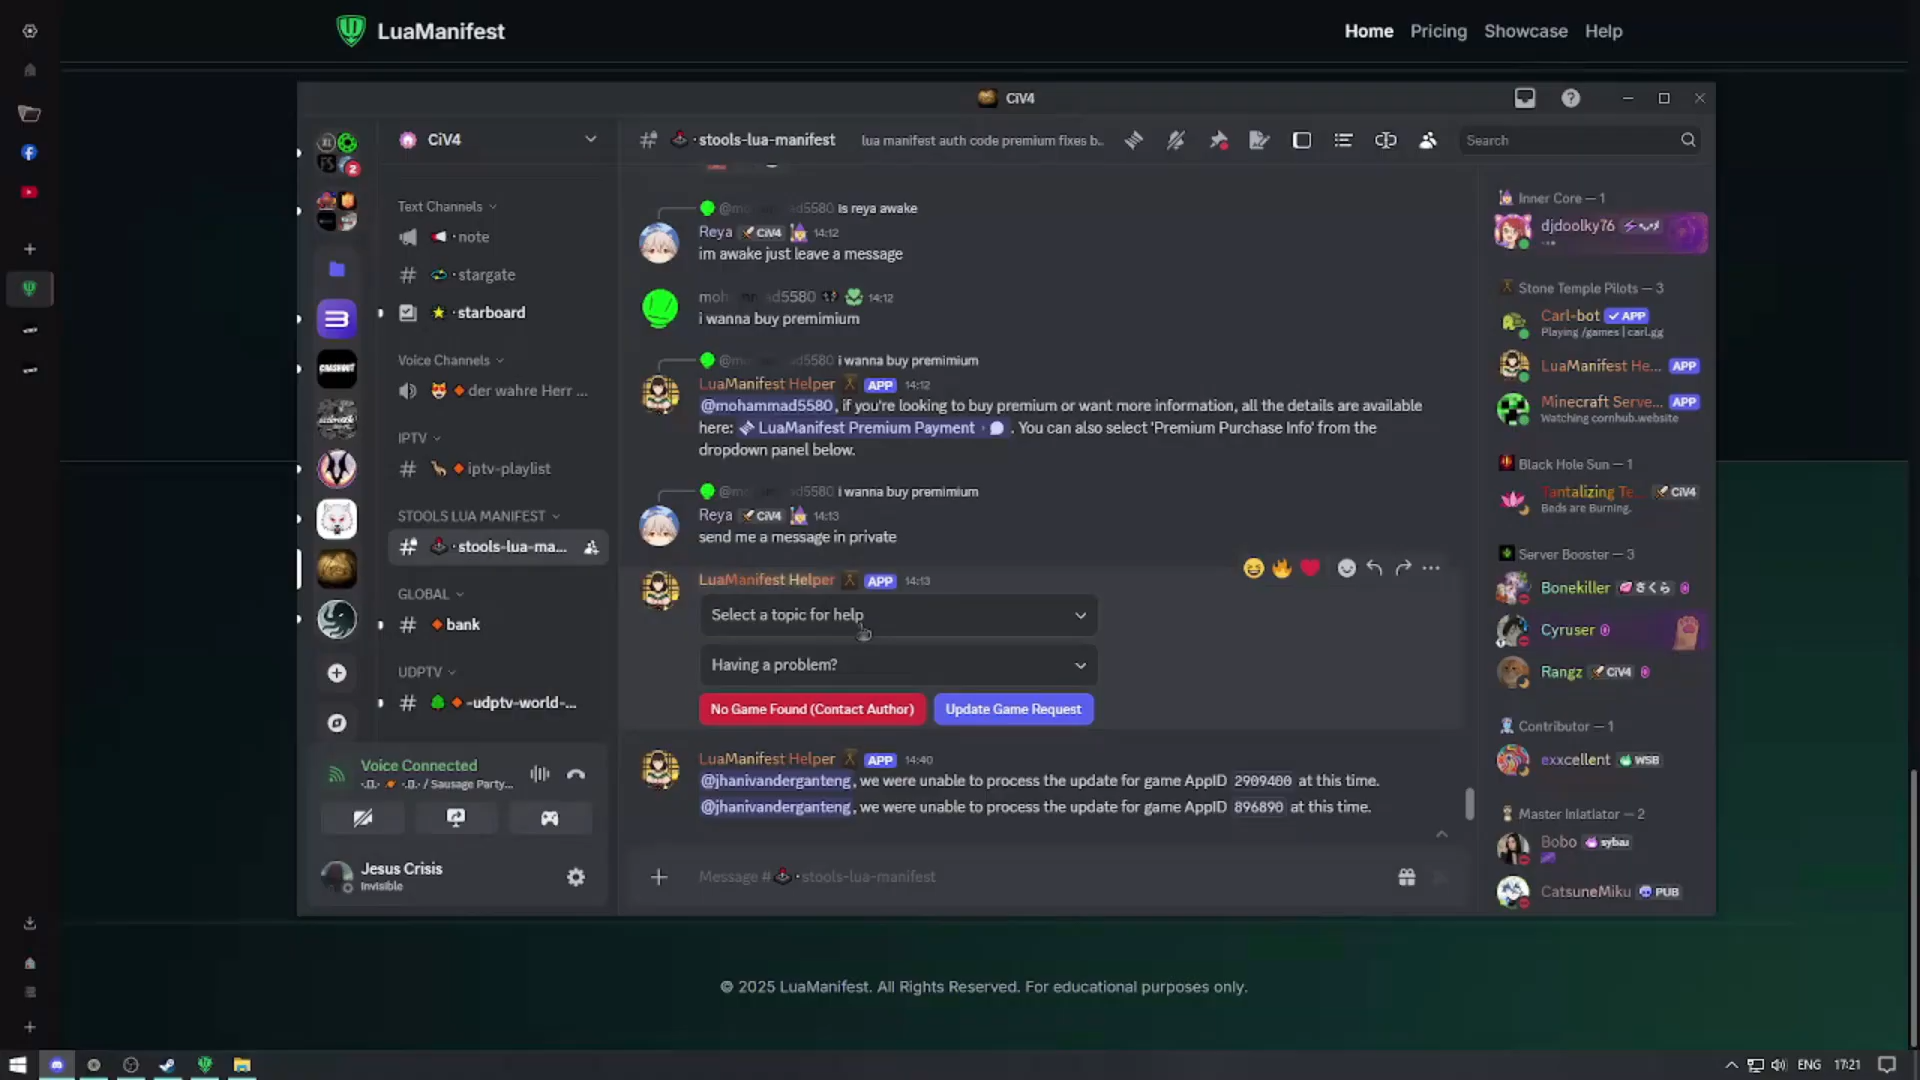 LuaManifest
Home
Pricing
Showcase
Help
CiV4
CiV4
stools-lua-manifest
lua manifest auth code premium fixes b..
Search
Text Channels
note
stargate
starboard
Voice Channels
der wahre Herr ...
IPTV
iptv-playlist
STOOLS LUA MANIFEST
stools-lua-ma...
GLOBAL
bank
UDPTV
-udptv-world-...
2
CRASHOUT
Voice Connected
/ Sausage Party...
Jesus Crisis
Invisible
d5580 is reya awake
Reya CiV4 14:12
im awake just leave a message
d5580 14:12
i wanna buy premimium
d5580 i wanna buy premimium
LuaManifest Helper APP 14:12
@mohammad5580, if you're looking to buy premium or want more information, all the details are available
here: LuaManifest Premium Payment . You can also select 'Premium Purchase Info' from the
dropdown panel below.
d5580 i wanna buy premimium
Reya CiV4 14:13
send me a message in private
LuaManifest Helper APP 14:13
Select a topic for help
Having a problem?
No Game Found (Contact Author)
Update Game Request
LuaManifest Helper APP 14:40
@jhanivanderganteng, we were unable to process the update for game AppID 2909400 at this time.
@jhanivanderganteng, we were unable to process the update for game AppID 896890 at this time.
Message # stools-lua-manifest
Inner Core — 1
djdoolky76
Stone Temple Pilots — 3
Carl-bot ✓ APP
Playing /games | carl.gg
LuaManifest He... APP
Minecraft Serve... APP
Watching cornhub.website
Black Hole Sun — 1
Tantalizing Te... CiV4
Beds are Burning.
Server Booster — 3
Bonekiller さくら
Cyruser
Rangz CiV4
Contributor — 1
exxcellent WSB
Master Iniatiator — 2
Bobo sybau
CatsuneMiku PUB
© 2025 LuaManifest. All Rights Reserved. For educational purposes only.
ENG 17:21